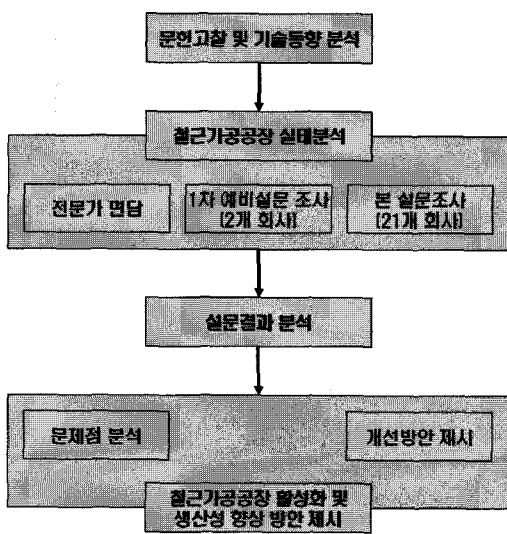 문헌고찰 및 기술동향 분석
철근가공공장 실태분석
전문가 면담
1차 예비설문 조사
(2개 회사)
본 설문조사
(21개 회사)
설문결과 분석
문제점 분석
개선방안 제시
철근가공공장 활성화 및
생산성 향상 방안 제시